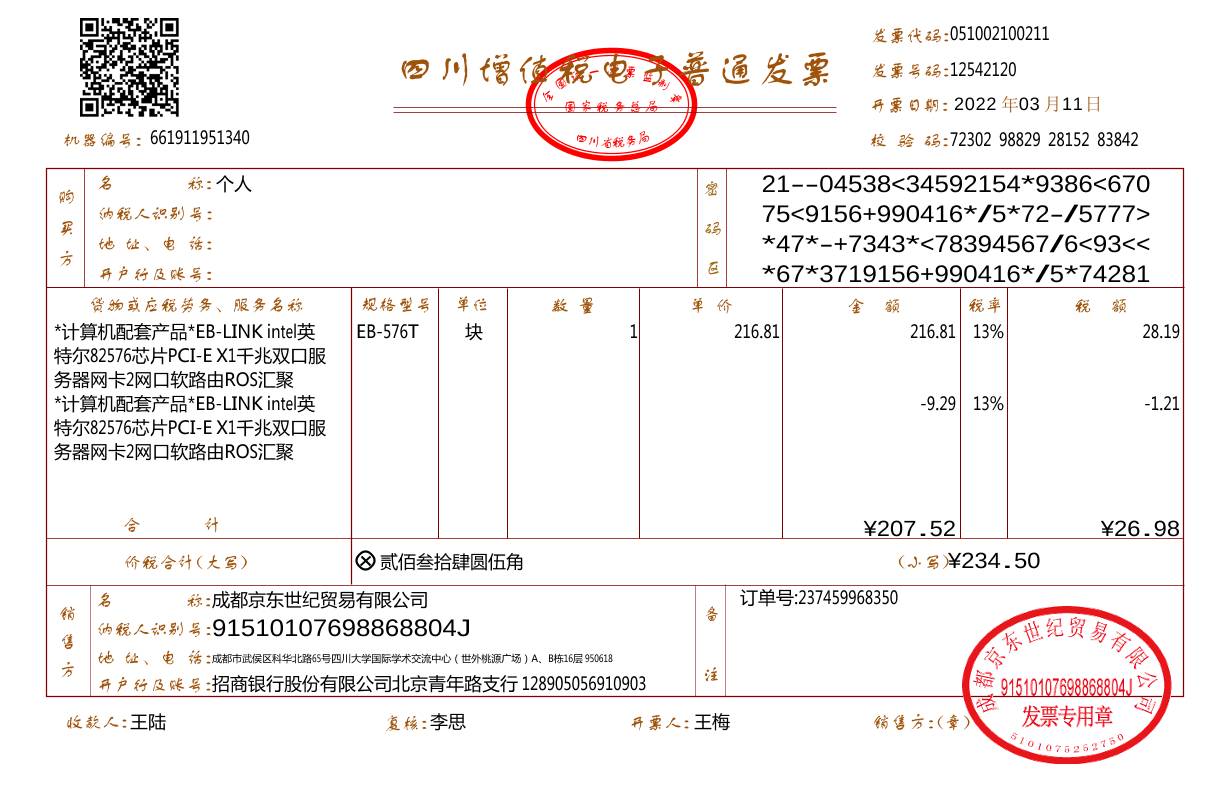 四川增值税电子普通发票
全国统一发票监制章
国家税务总局
四川省税务局
机器编号: 661911951340
发票代码:051002100211
发票号码:12542120
开票日期: 2022 年03 月11日
校 验 码:72302 98829 28152 83842
购买方
名 称:个人
纳税人识别号:
地 址、电 话:
开户行及账号:
密码区
21--04538<34592154*9386<670
75<9156+990416*/5*72-/5777>
*47*-+7343*<78394567/6<93<<
*67*3719156+990416*/5*74281
货物或应税劳务、服务名称 规格型号 单位 数 量 单 价 金 额 税率 税 额
*计算机配套产品*EB-LINK intel英 EB-576T 块 1 216.81 216.81 13% 28.19
特尔82576芯片PCI-E X1千兆双口服
务器网卡2网口软路由ROS汇聚
*计算机配套产品*EB-LINK intel英 -9.29 13% -1.21
特尔82576芯片PCI-E X1千兆双口服
务器网卡2网口软路由ROS汇聚
合 计 ¥207.52 ¥26.98
价税合计(大写) ⊗贰佰叁拾肆圆伍角 (小写)¥234.50
销售方
名 称:成都京东世纪贸易有限公司
纳税人识别号:91510107698868804J
地 址、电 话:成都市武侯区科华北路65号四川大学国际学术交流中心（世外桃源广场）A、B栋16层 950618
开户行及账号:招商银行股份有限公司北京青年路支行 128905056910903
备注
订单号:237459968350
收款人:王陆 复核:李思 开票人:王梅 销售方:(章)
成都京东世纪贸易有限公司
91510107698868804J
发票专用章
5101075252750